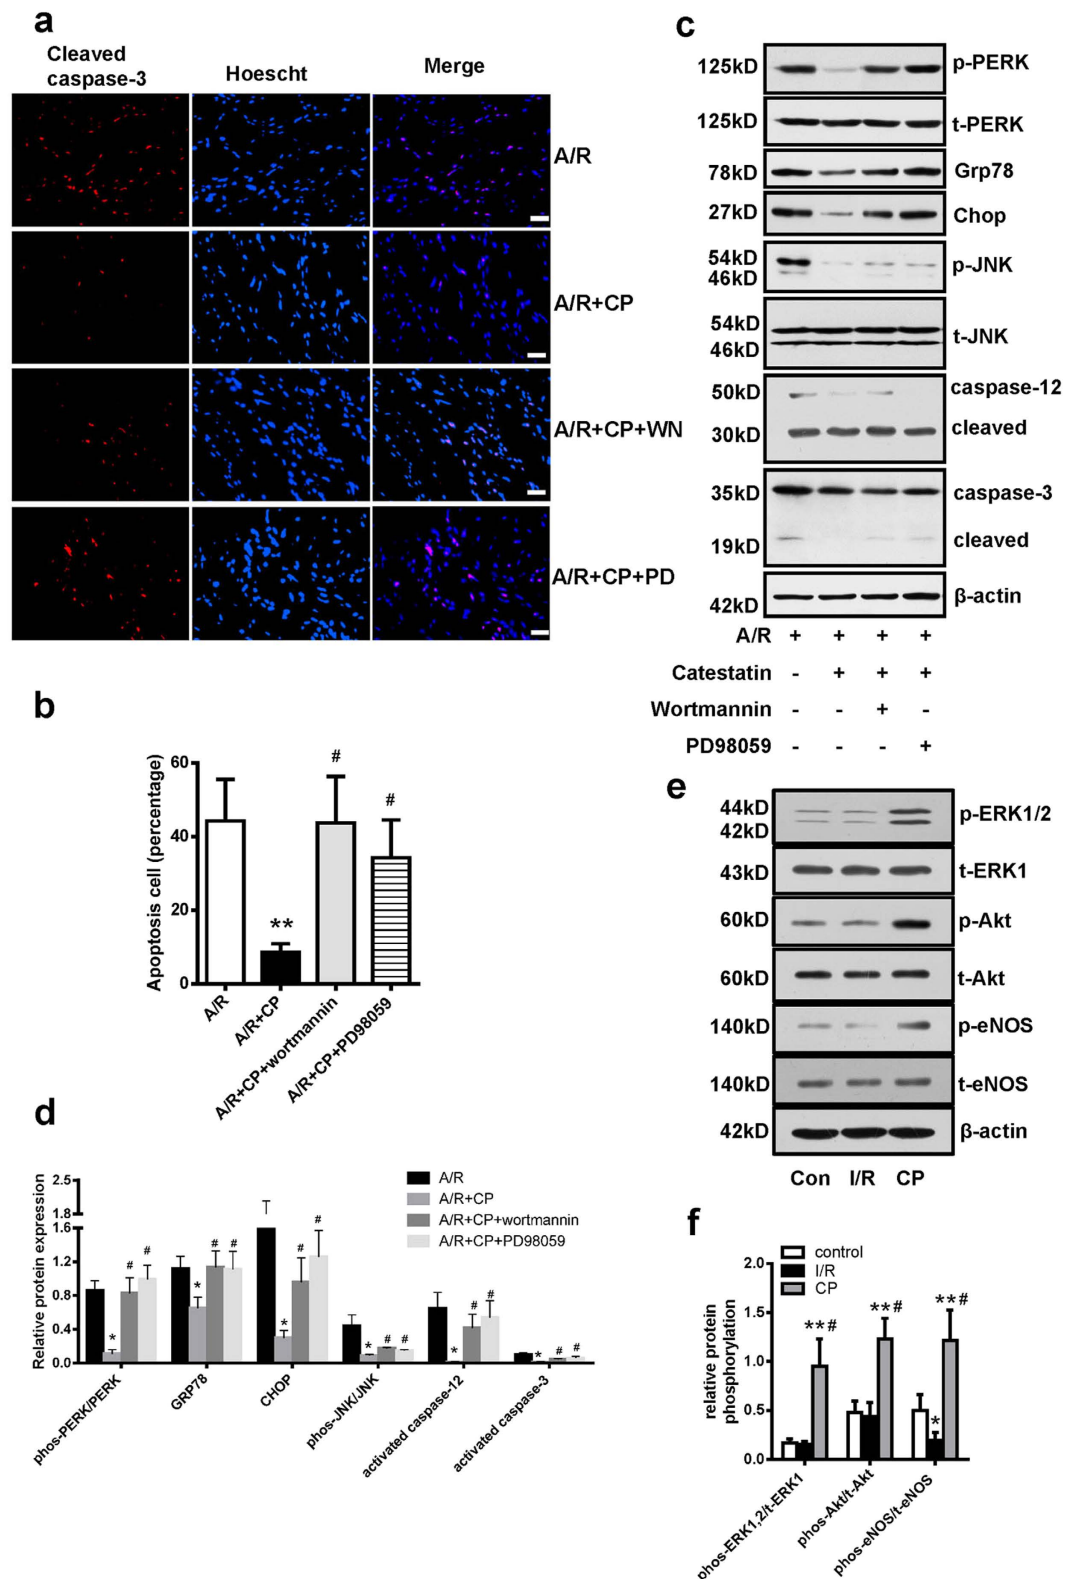 a
Cleaved
caspase-3
Hoescht
Merge
A/R
A/R+CP
A/R+CP+WN
A/R+CP+PD
b
Apoptosis cell (percentage)
60
40
20
0
#
#
**
A/R
A/R+CP
A/R+CP+wortmannin
A/R+CP+PD98059
c
125kD
p-PERK
125kD
t-PERK
78kD
Grp78
27kD
Chop
54kD
46kD
p-JNK
54kD
46kD
t-JNK
50kD
caspase-12
30kD
cleaved
35kD
caspase-3
19kD
cleaved
42kD
β-actin
A/R + + + +
Catestatin - + + +
Wortmannin - - + -
PD98059 - - - +
d
Relative protein expression
2.5
1.8
1.6
1.2
0.8
0.4
0.0
A/R
A/R+CP
A/R+CP+wortmannin
A/R+CP+PD98059
* # #
* # #
* # #
* # #
* # #
* # #
phos-PERK/PERK
GRP78
CHOP
phos-JNK/JNK
activated caspase-12
activated caspase-3
e
44kD
42kD
p-ERK1/2
43kD
t-ERK1
60kD
p-Akt
60kD
t-Akt
140kD
p-eNOS
140kD
t-eNOS
42kD
β-actin
Con I/R CP
f
relative protein
phosphorylation
2.0
1.5
1.0
0.5
0.0
control
I/R
CP
**#
**#
**#
*
phos-ERK1,2/t-ERK1
phos-Akt/t-Akt
phos-eNOS/t-eNOS